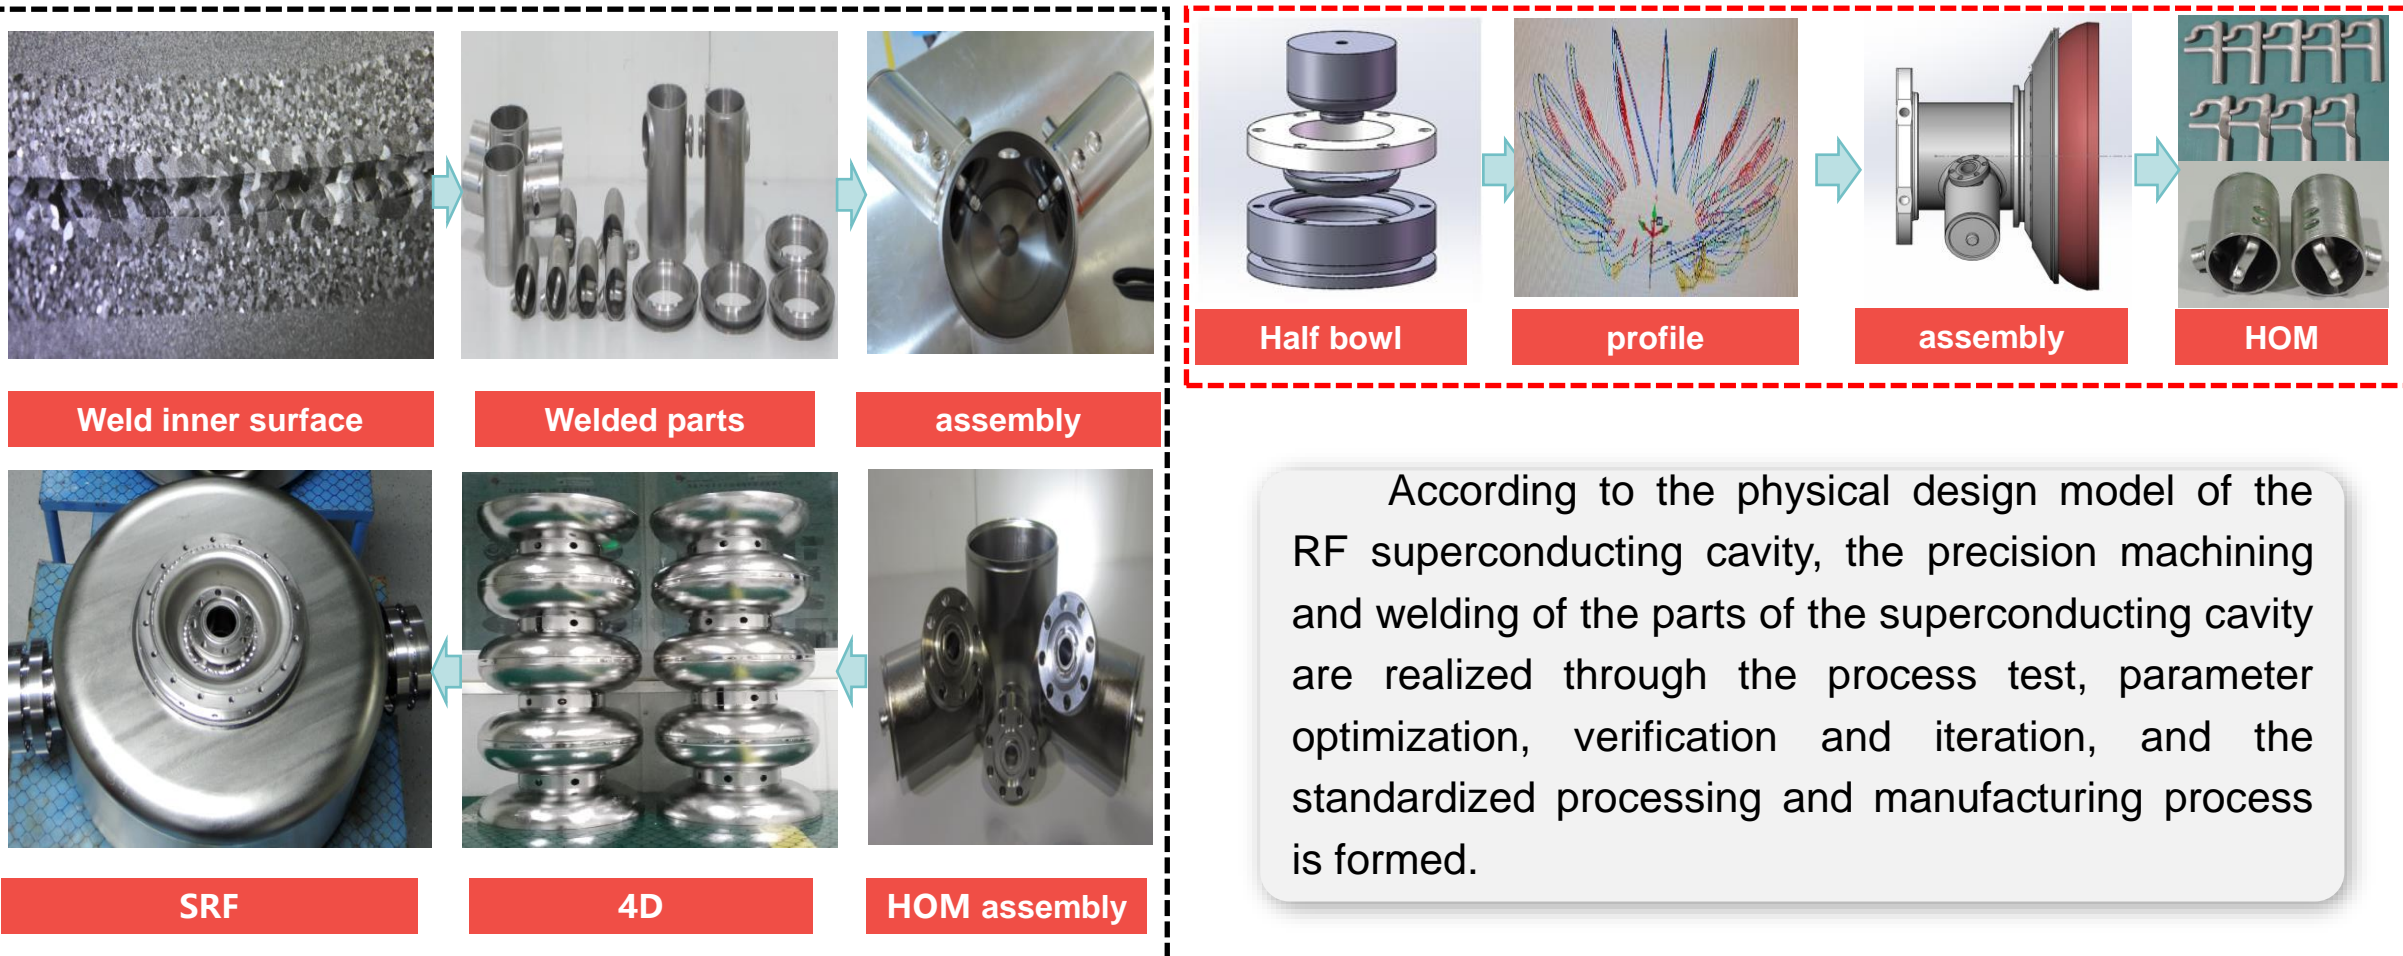 Half bowl
profile
assembly
HOM
Weld inner surface
Welded parts
assembly
SRF
4D
HOM assembly
According to the physical design model of the
RF superconducting cavity, the precision machining
and welding of the parts of the superconducting cavity
are realized through the process test, parameter
optimization, verification and iteration, and the
standardized processing and manufacturing process
is formed.